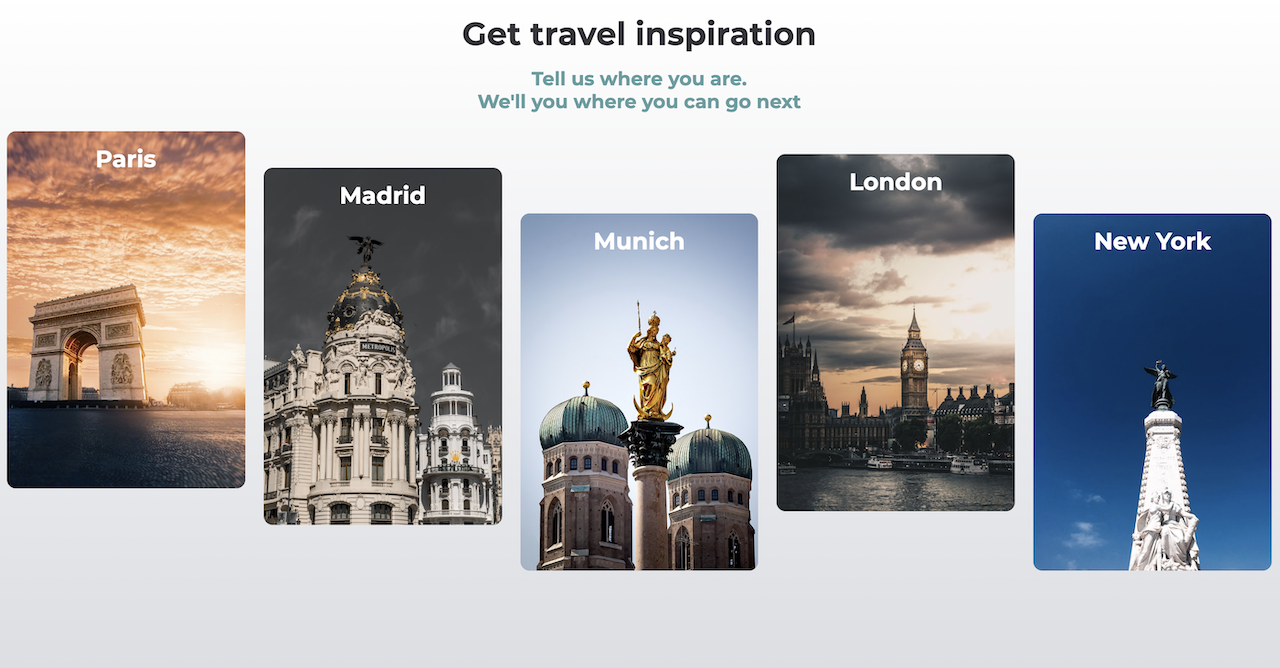 Get travel inspiration
Tell us where you are.
We'll you where you can go next
Paris
Madrid
Munich
London
New York
METROPOLIS